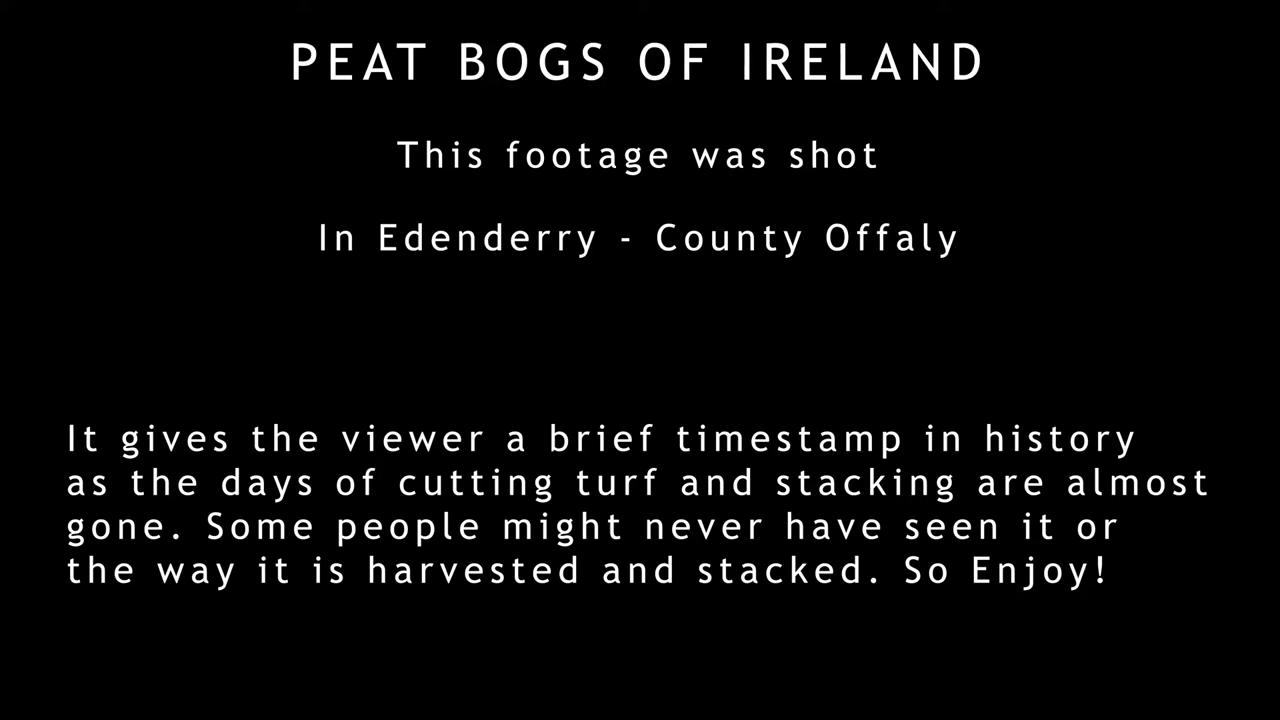 PEAT BOGS OF IRELAND
This footage was shot
In Edenderry - County Offaly
It gives the viewer a brief timestamp in history
as the days of cutting turf and stacking are almost
gone. Some people might never have seen it or
the way it is harvested and stacked. So Enjoy!